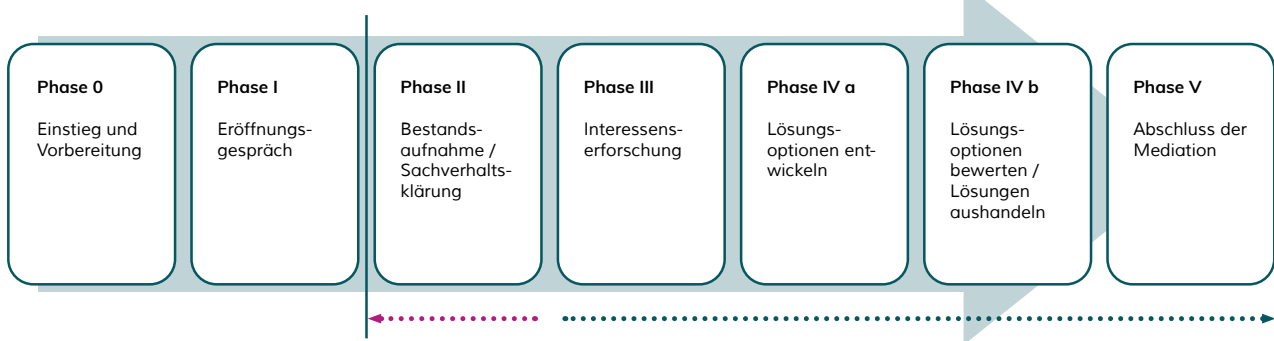 Phase 0
Einstieg und
Vorbereitung
Phase I
Eröffnungs-
gespräch
Phase II
Bestands-
aufnahme /
Sachverhalts-
klärung
Phase III
Interessens-
erforschung
Phase IV a
Lösungs-
optionen ent-
wickeln
Phase IV b
Lösungs-
optionen
bewerten /
Lösungen
aushandeln
Phase V
Abschluss der
Mediation